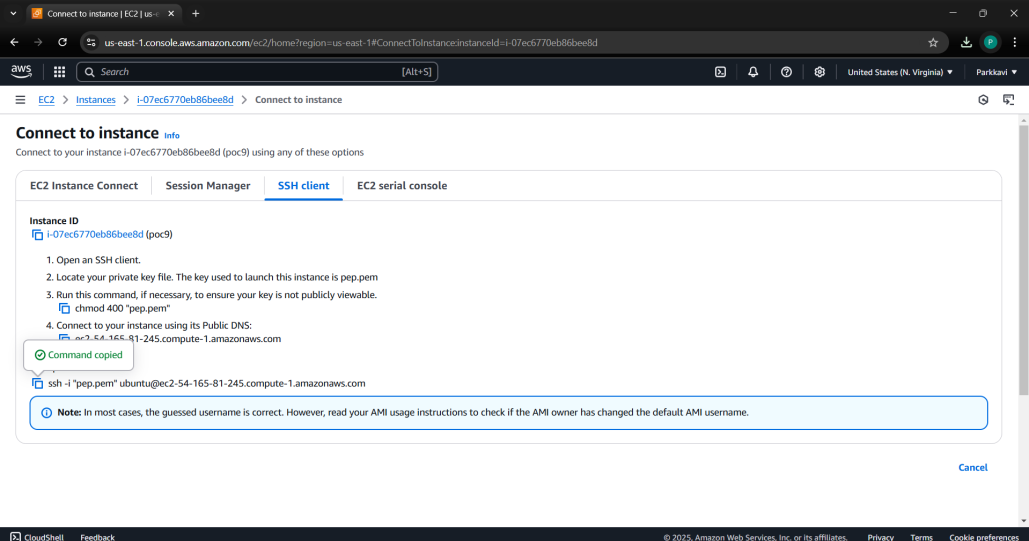 Connect to instance | EC2 | us-e
us-east-1.console.aws.amazon.com/ec2/home?region=us-east-1#ConnectToInstance:instanceId=i-07ec6770eb86bee8d
P
aws
Search
[Alt+S]
United States (N. Virginia)
Parkkavi
EC2 > Instances > i-07ec6770eb86bee8d > Connect to instance
Connect to instance Info
Connect to your instance i-07ec6770eb86bee8d (poc9) using any of these options
EC2 Instance Connect
Session Manager
SSH client
EC2 serial console
Instance ID
i-07ec6770eb86bee8d (poc9)
1. Open an SSH client.
2. Locate your private key file. The key used to launch this instance is pep.pem
3. Run this command, if necessary, to ensure your key is not publicly viewable.
chmod 400 "pep.pem"
4. Connect to your instance using its Public DNS:
ec2-54-165-81-245.compute-1.amazonaws.com
Command copied
ssh -i "pep.pem" ubuntu@ec2-54-165-81-245.compute-1.amazonaws.com
Note: In most cases, the guessed username is correct. However, read your AMI usage instructions to check if the AMI owner has changed the default AMI username.
Cancel
CloudShell
Feedback
© 2025, Amazon Web Services, Inc. or its affiliates.
Privacy
Terms
Cookie preferences